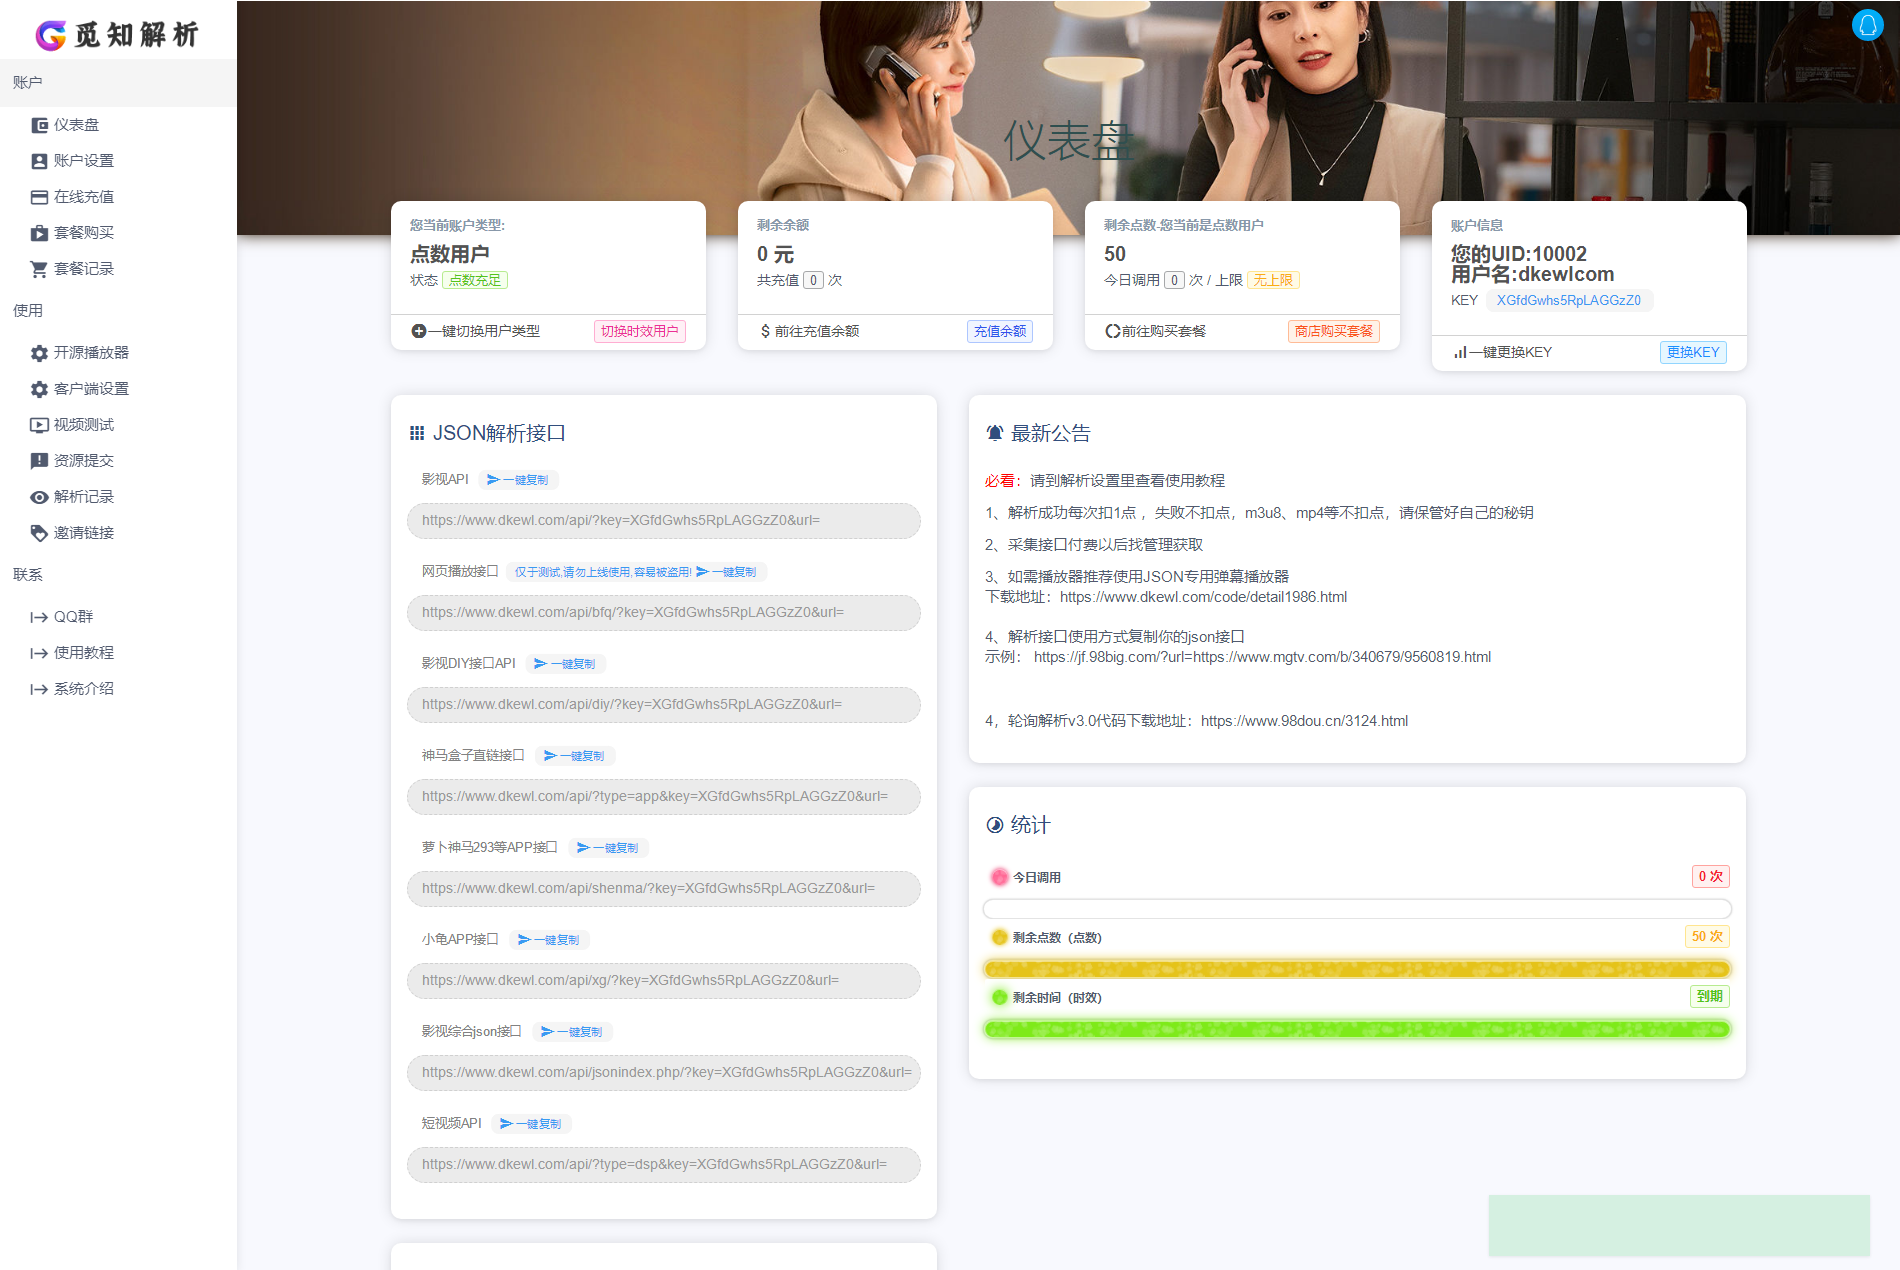 觅知解析
账户
仪表盘
账户设置
在线充值
套餐购买
套餐记录
使用
开源播放器
客户端设置
视频测试
资源提交
解析记录
邀请链接
联系
QQ群
使用教程
系统介绍
仪表盘
您当前账户类型:
点数用户
状态 点数充足
一键切换用户类型 切换时效用户
剩余余额
0 元
共充值 0 次
前往充值余额 充值余额
剩余点数-您当前是点数用户
50
今日调用 0 次 / 上限 无上限
前往购买套餐 商店购买套餐
账户信息
您的UID:10002
用户名:dkewlcom
KEY XGfdGwhs5RpLAGGzZ0
一键更换KEY 更换KEY
JSON解析接口
影视API 一键复制
https://www.dkewl.com/api/?key=XGfdGwhs5RpLAGGzZ0&url=
网页播放接口 仅于测试,请勿上线使用,容易被盗用! 一键复制
https://www.dkewl.com/api/bfq/?key=XGfdGwhs5RpLAGGzZ0&url=
影视DIY接口API 一键复制
https://www.dkewl.com/api/diy/?key=XGfdGwhs5RpLAGGzZ0&url=
神马盒子直链接口 一键复制
https://www.dkewl.com/api/?type=app&key=XGfdGwhs5RpLAGGzZ0&url=
萝卜神马293等APP接口 一键复制
https://www.dkewl.com/api/shenma/?key=XGfdGwhs5RpLAGGzZ0&url=
小龟APP接口 一键复制
https://www.dkewl.com/api/xg/?key=XGfdGwhs5RpLAGGzZ0&url=
影视综合json接口 一键复制
https://www.dkewl.com/api/jsonindex.php/?key=XGfdGwhs5RpLAGGzZ0&url=
短视频API 一键复制
https://www.dkewl.com/api/?type=dsp&key=XGfdGwhs5RpLAGGzZ0&url=
最新公告
必看：请到解析设置里查看使用教程
1、解析成功每次扣1点 ，失败不扣点，m3u8、mp4等不扣点，请保管好自己的秘钥
2、采集接口付费以后找管理获取
3、如需播放器推荐使用JSON专用弹幕播放器
下载地址：https://www.dkewl.com/code/detail1986.html
4、解析接口使用方式复制你的json接口
示例： https://jf.98big.com/?url=https://www.mgtv.com/b/340679/9560819.html
4，轮询解析v3.0代码下载地址：https://www.98dou.cn/3124.html
统计
今日调用 0 次
剩余点数（点数） 50 次
剩余时间（时效） 到期